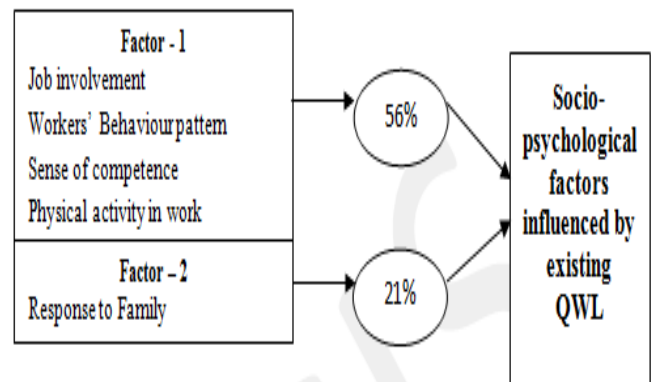 Factor - 1
Job involvement
Workers' Behaviour pattern
Sense of competence
Physical activity in work
Factor – 2
Response to Family
56%
21%
Socio-
psychological
factors
influenced by
existing
QWL